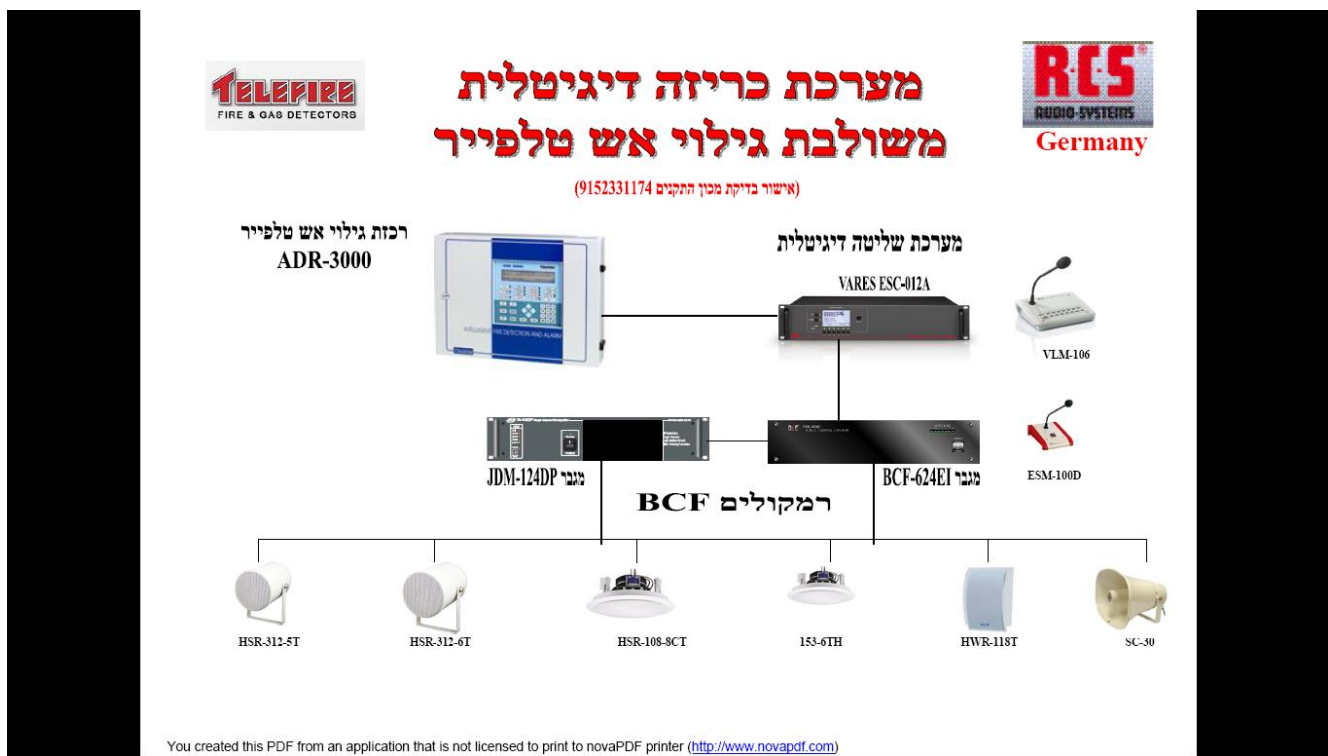 TELEFIRE
FIRE & GAS DETECTORS
מערכת כריזה דיגיטלית
משולבת גילוי אש טלפייר
(אישור בדיקת מכון התקנים 9152331174)
R·C·S®
AUDIO-SYSTEMS
Germany
רכזת גילוי אש טלפייר
ADR-3000
מערכת שליטה דיגיטלית
VARES ESC-012A
FIRE DETECTION AND ALARM
VLM-106
מגבר JDM-124DP
מגבר BCF-624EI
ESM-100D
רמקולים BCF
HSR-312-5T
HSR-312-6T
HSR-108-8CT
153-6TH
HWR-118T
SC-30
You created this PDF from an application that is not licensed to print to novaPDF printer (http://www.novapdf.com)